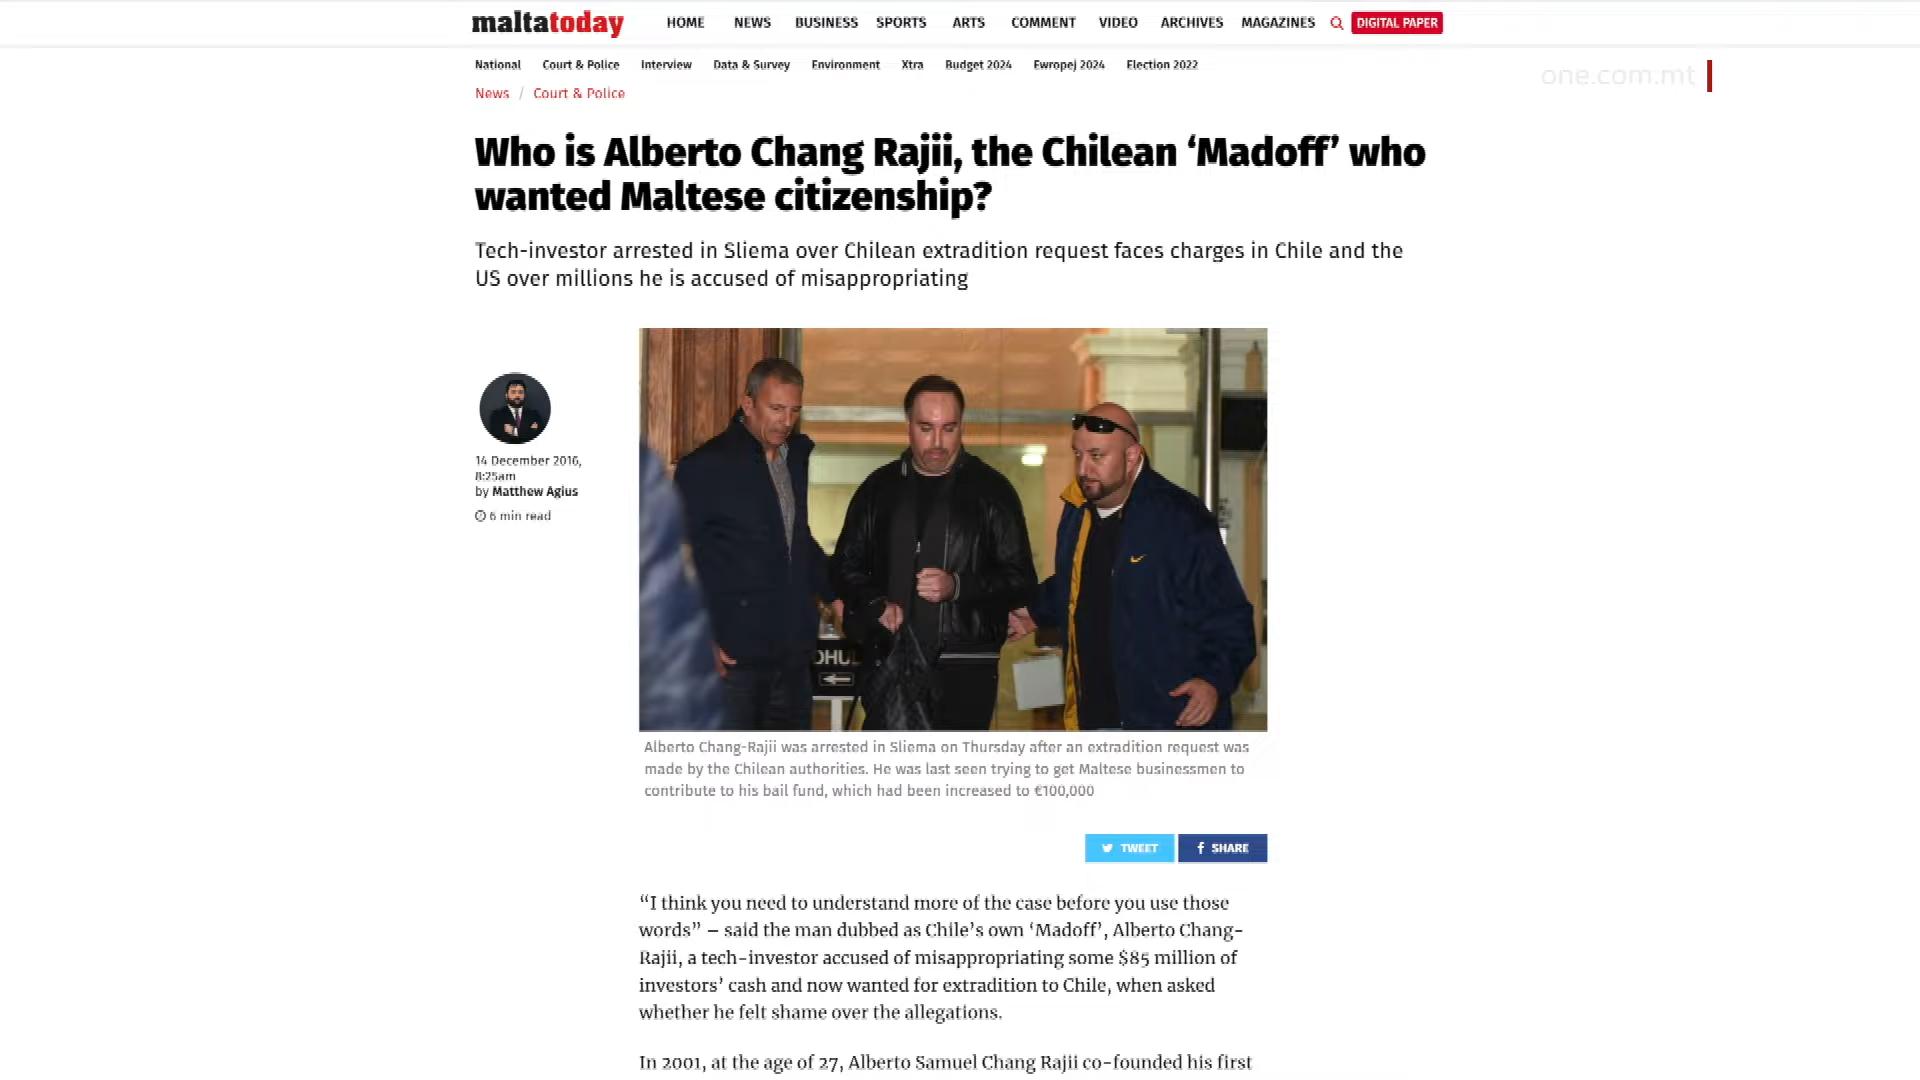 maltatoday
HOME NEWS BUSINESS SPORTS ARTS COMMENT VIDEO ARCHIVES MAGAZINES DIGITAL PAPER
National Court & Police Interview Data & Survey Environment Xtra Budget 2024 Ewropej 2024 Election 2022
one.com.mt
News / Court & Police
Who is Alberto Chang Rajii, the Chilean ‘Madoff’ who
wanted Maltese citizenship?
Tech-investor arrested in Sliema over Chilean extradition request faces charges in Chile and the
US over millions he is accused of misappropriating
14 December 2016,
8:25am
by Matthew Agius
6 min read
OHUL
Alberto Chang-Rajii was arrested in Sliema on Thursday after an extradition request was
made by the Chilean authorities. He was last seen trying to get Maltese businessmen to
contribute to his bail fund, which had been increased to €100,000
TWEET SHARE
“I think you need to understand more of the case before you use those
words” – said the man dubbed as Chile’s own ‘Madoff’, Alberto Chang-
Rajii, a tech-investor accused of misappropriating some $85 million of
investors’ cash and now wanted for extradition to Chile, when asked
whether he felt shame over the allegations.
In 2001, at the age of 27, Alberto Samuel Chang Rajii co-founded his first